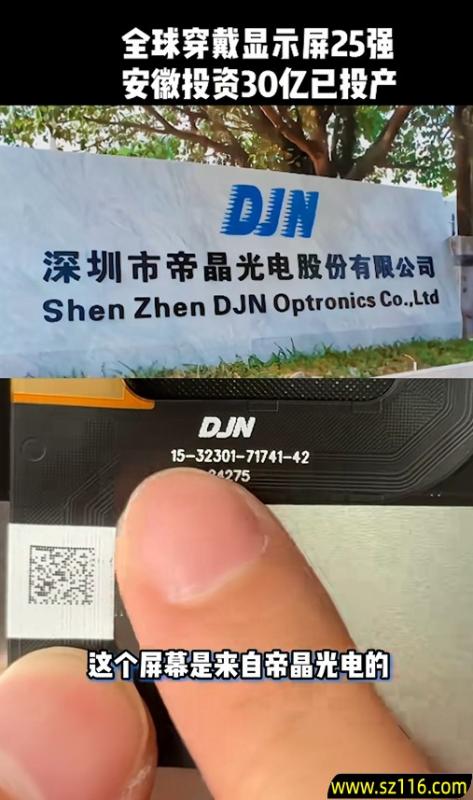 全球穿戴显示屏25强
安徽投资30亿已投产
DJN
深圳市帝晶光电股份有限公司
Shen Zhen DJN Optronics Co.,Ltd
DJN
15-32301-71741-42
这个屏幕是来自帝晶光电的
www.sz116.com